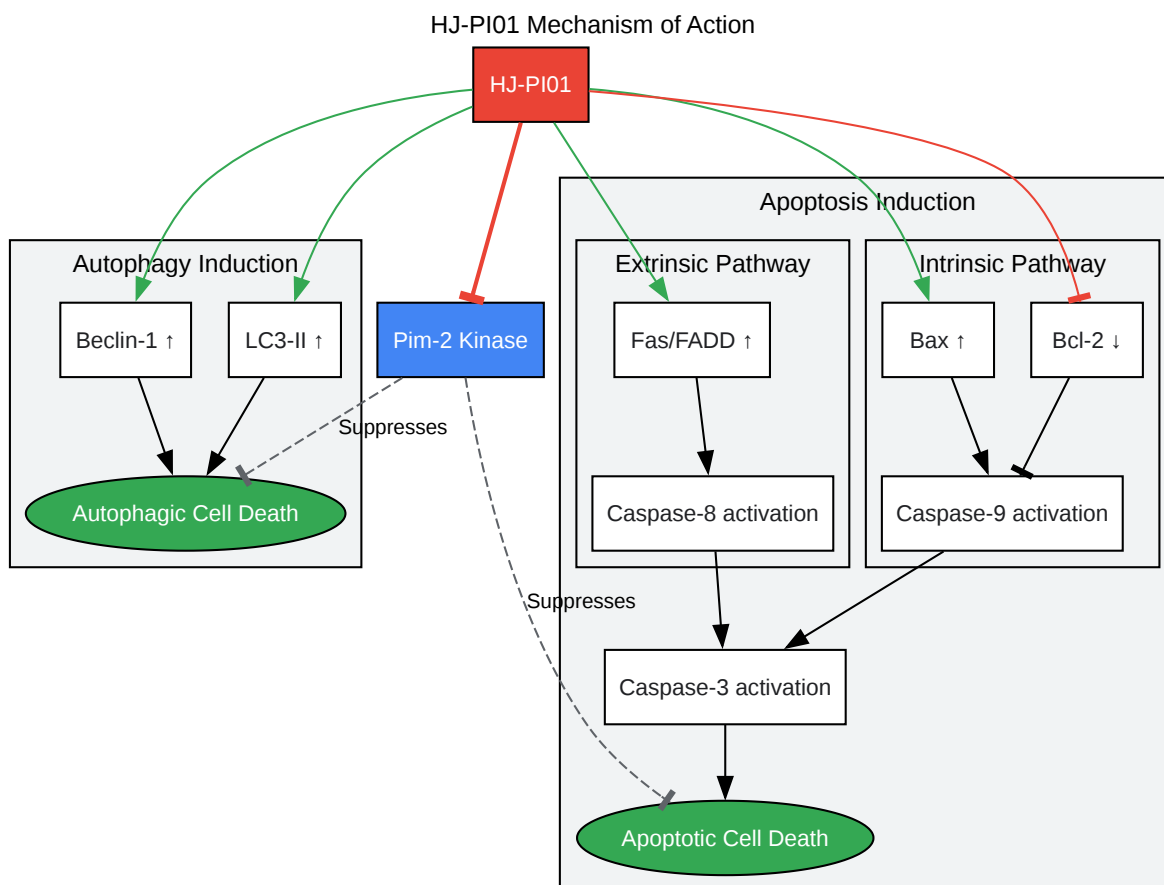 HJ-PI01 Mechanism of Action
HJ-PI01
Apoptosis Induction
Autophagy Induction
Extrinsic Pathway
Intrinsic Pathway
Beclin-1 ↑
LC3-II ↑
Pim-2 Kinase
Fas/FADD ↑
Bax ↑
Bcl-2 ↓
Suppresses
Autophagic Cell Death
Caspase-8 activation
Caspase-9 activation
Suppresses
Caspase-3 activation
Apoptotic Cell Death